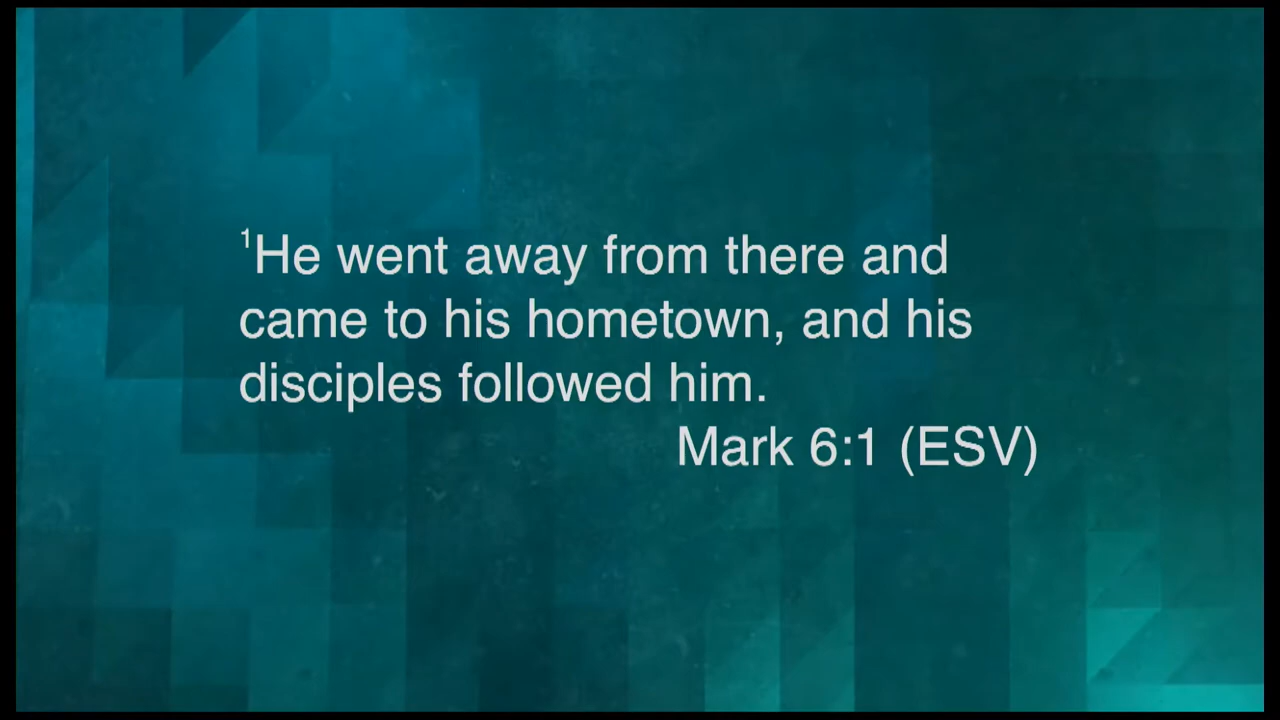 ¹He went away from there and
came to his hometown, and his
disciples followed him.
Mark 6:1 (ESV)